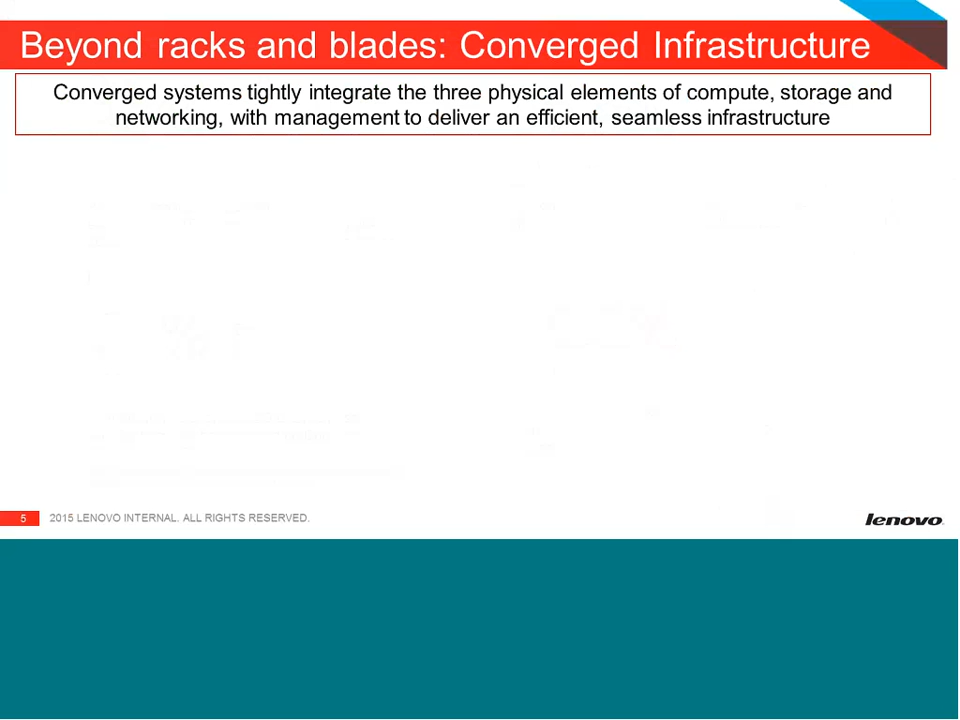 Beyond racks and blades: Converged Infrastructure
Converged systems tightly integrate the three physical elements of compute, storage and
networking, with management to deliver an efficient, seamless infrastructure
5 2015 LENOVO INTERNAL. ALL RIGHTS RESERVED.
lenovo